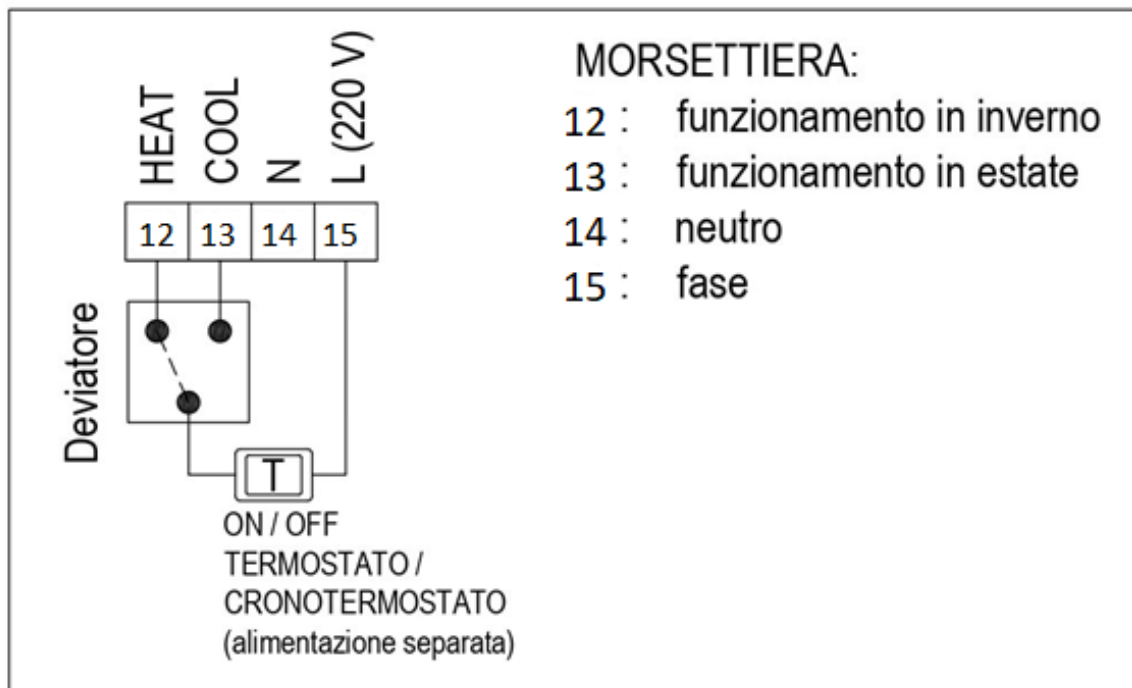 HEAT
COOL
N
L (220 V)
12
13
14
15
Deviatore
T
ON / OFF
TERMOSTATO /
CRONOTERMOSTATO
(alimentazione separata)
MORSETTIERA:
12 : funzionamento in inverno
13 : funzionamento in estate
14 : neutro
15 : fase